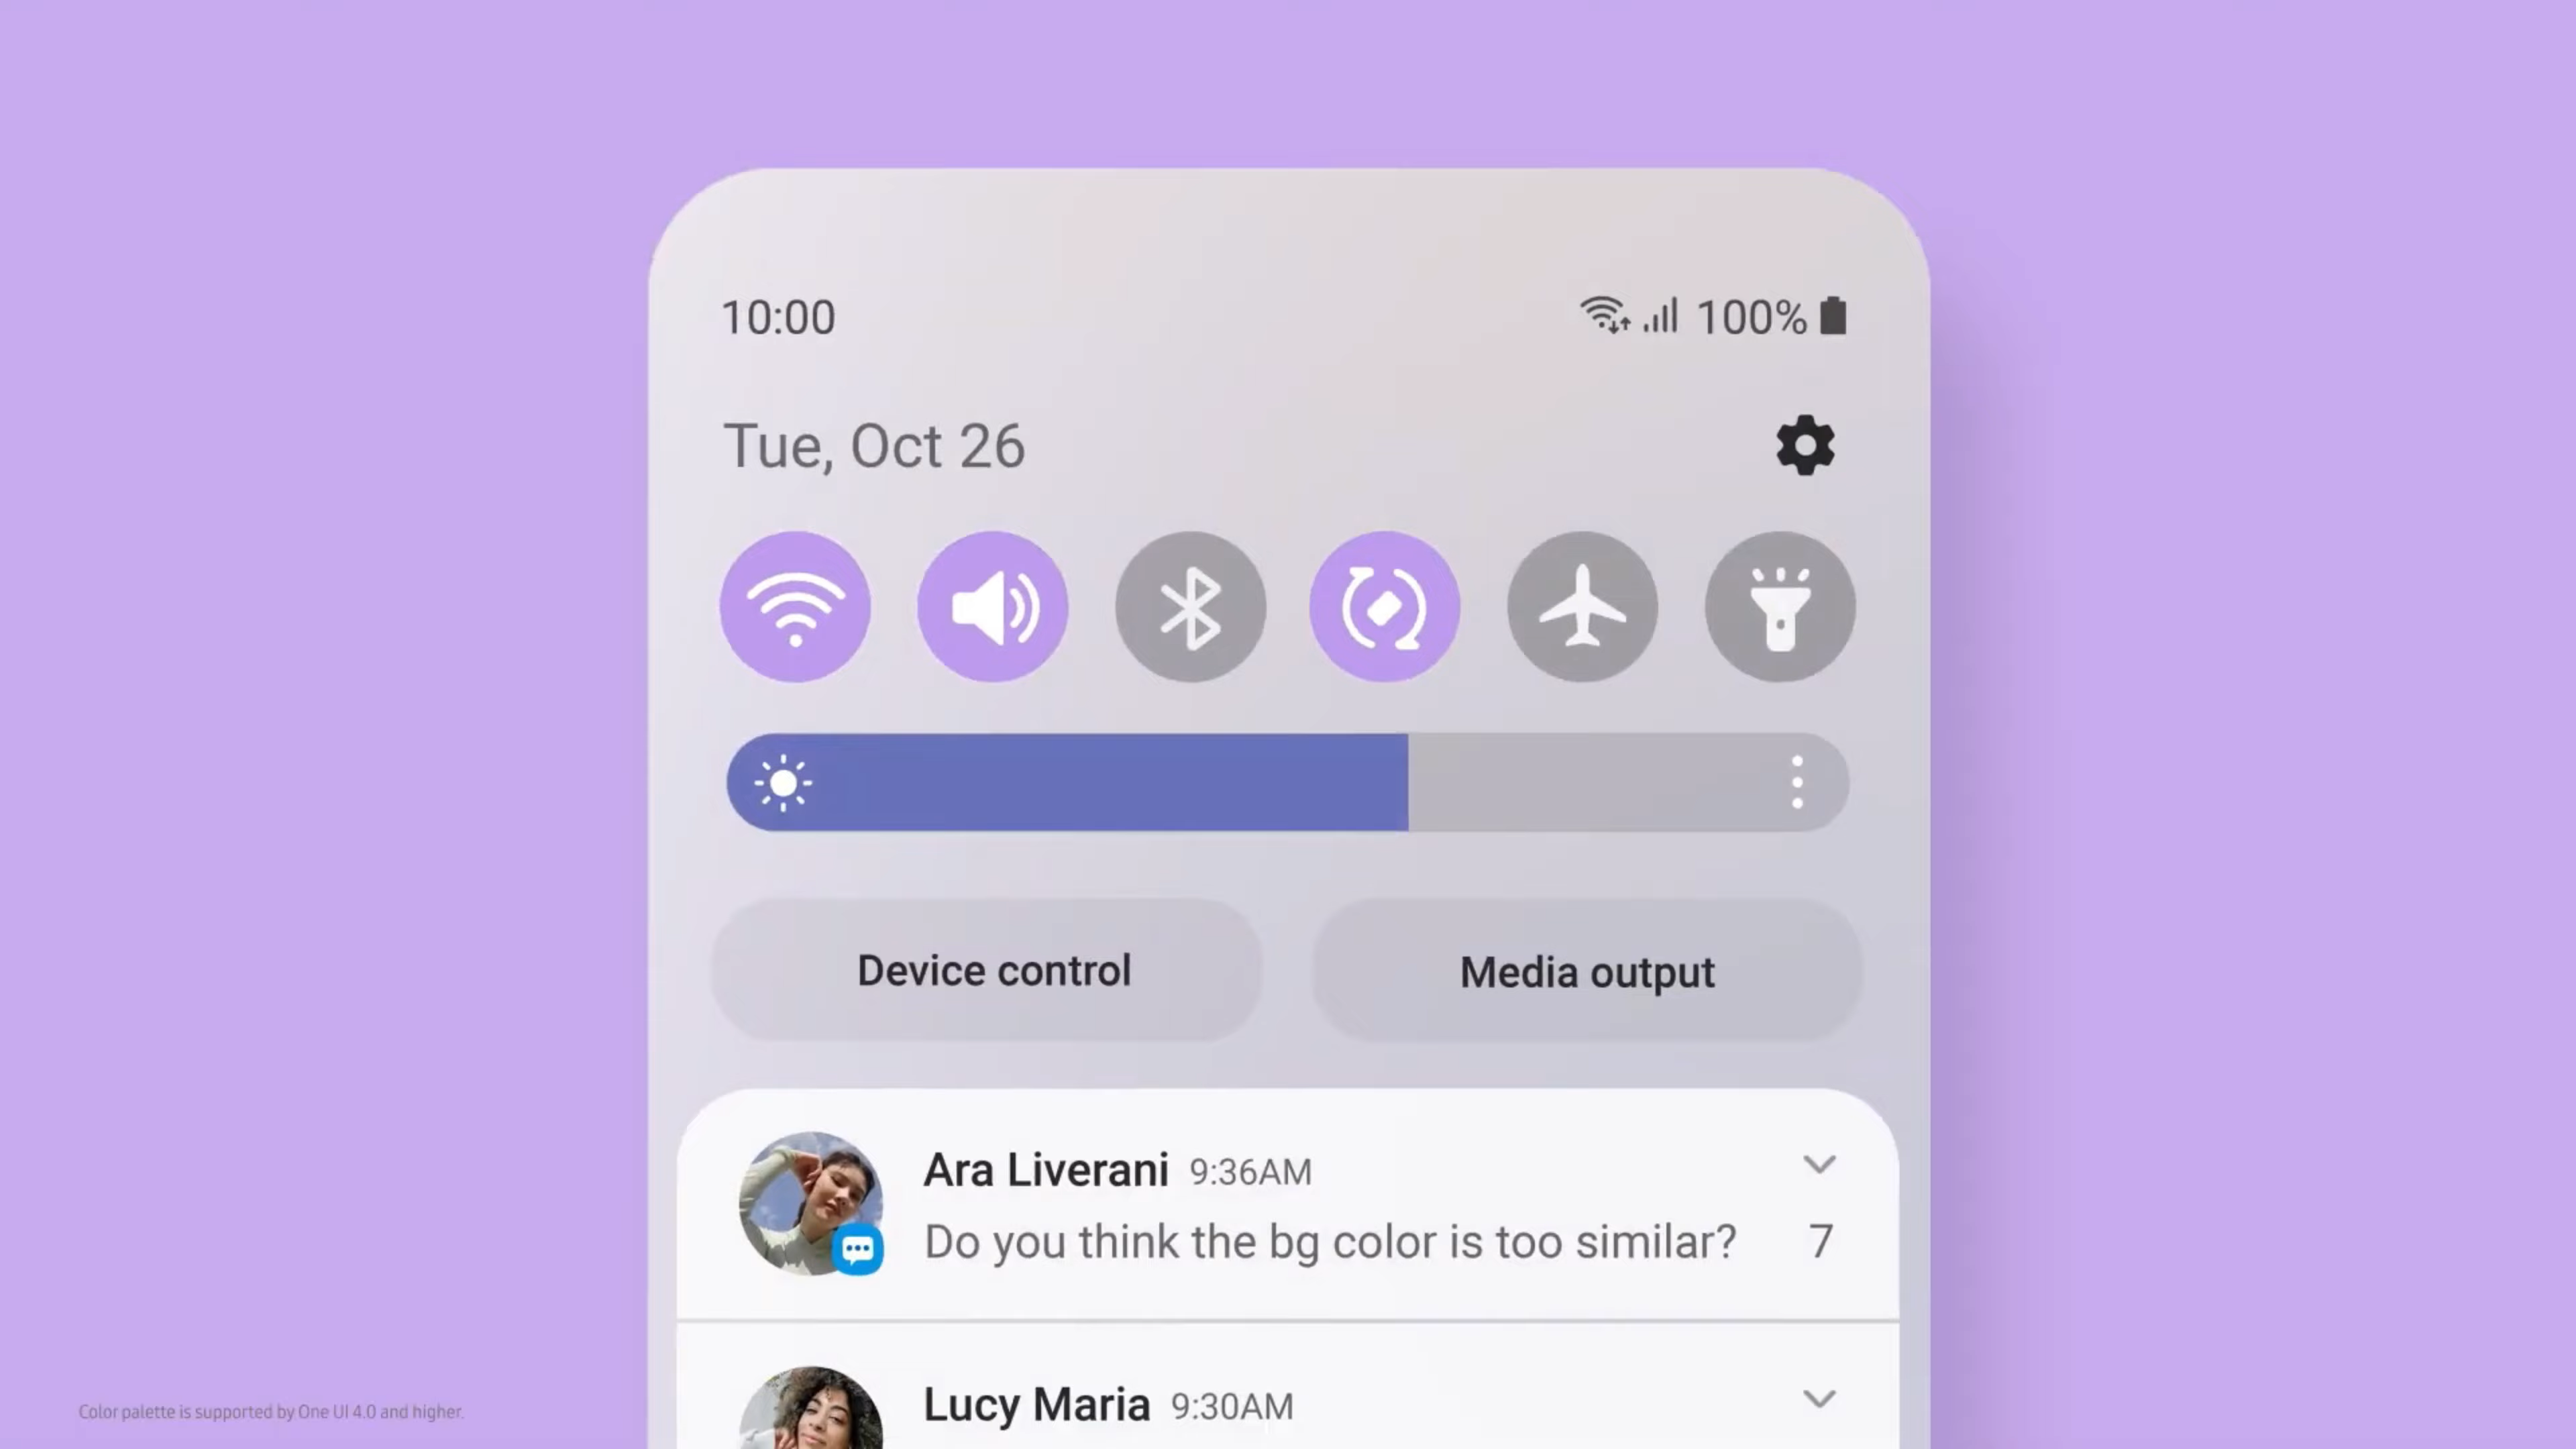 10:00 100%
Tue, Oct 26
Device control Media output
Ara Liverani 9:36AM
Do you think the bg color is too similar? 7
Lucy Maria 9:30AM
Color palette is supported by One UI 4.0 and higher.